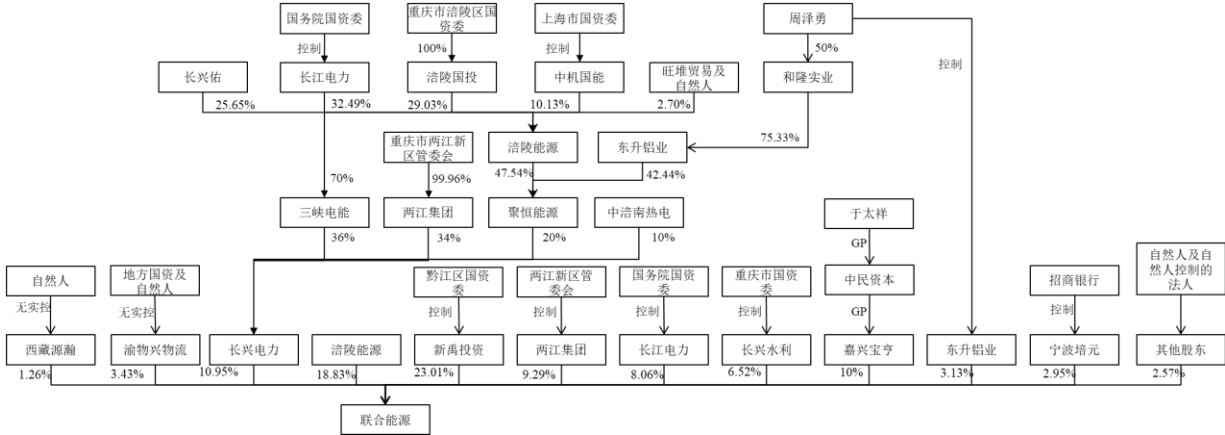 国务院国资委
重庆市涪陵区国
资委
上海市国资委
周泽勇
控制
100%
控制
50%
控制
长兴佑
长江电力
涪陵国投
中机国能
旺堆贸易及
自然人
和隆实业
25.65%
32.49%
29.03%
10.13%
2.70%
75.33%
重庆市两江新
区管委会
涪陵能源
东升铝业
70%
99.96%
47.54%
42.44%
三峡电能
两江集团
聚恒能源
中涪南热电
于太祥
36%
34%
20%
10%
GP
自然人
地方国资及
自然人
黔江区国资
委
两江新区管
委会
国务院国资
委
重庆市国资
委
中民资本
招商银行
自然人及自
然人控制的
法人
无实控
无实控
控制
控制
控制
控制
GP
控制
西藏源瀚
渝物兴物流
长兴电力
涪陵能源
新禹投资
两江集团
长江电力
长兴水利
嘉兴宝亨
东升铝业
宁波培元
其他股东
1.26%
3.43%
10.95%
18.83%
23.01%
9.29%
8.06%
6.52%
10%
3.13%
2.95%
2.57%
联合能源